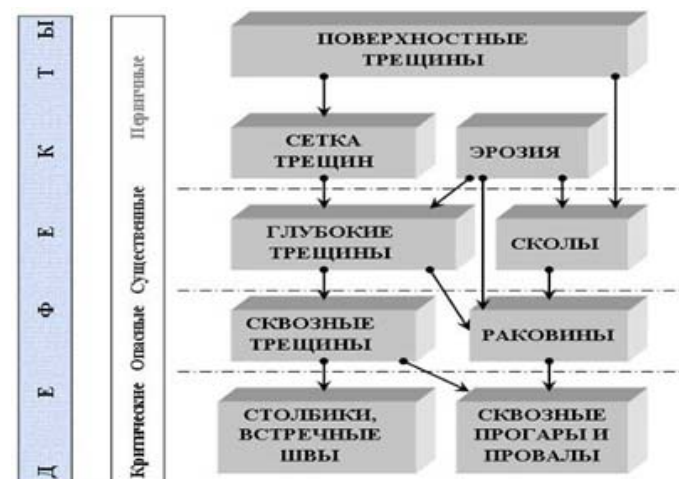 ДЕФЕКТЫ
Первичные
Существенные
Опасные
Критические
ПОВЕРХНОСТНЫЕ
ТРЕЩИНЫ
СЕТКА
ТРЕЩИН
ЭРОЗИЯ
ГЛУБОКИЕ
ТРЕЩИНЫ
СКОЛЫ
СКВОЗНЫЕ
ТРЕЩИНЫ
РАКОВИНЫ
СТОЛБИКИ,
ВСТРЕЧНЫЕ
ШВЫ
СКВОЗНЫЕ
ПРОГАРЫ И
ПРОВАЛЫ